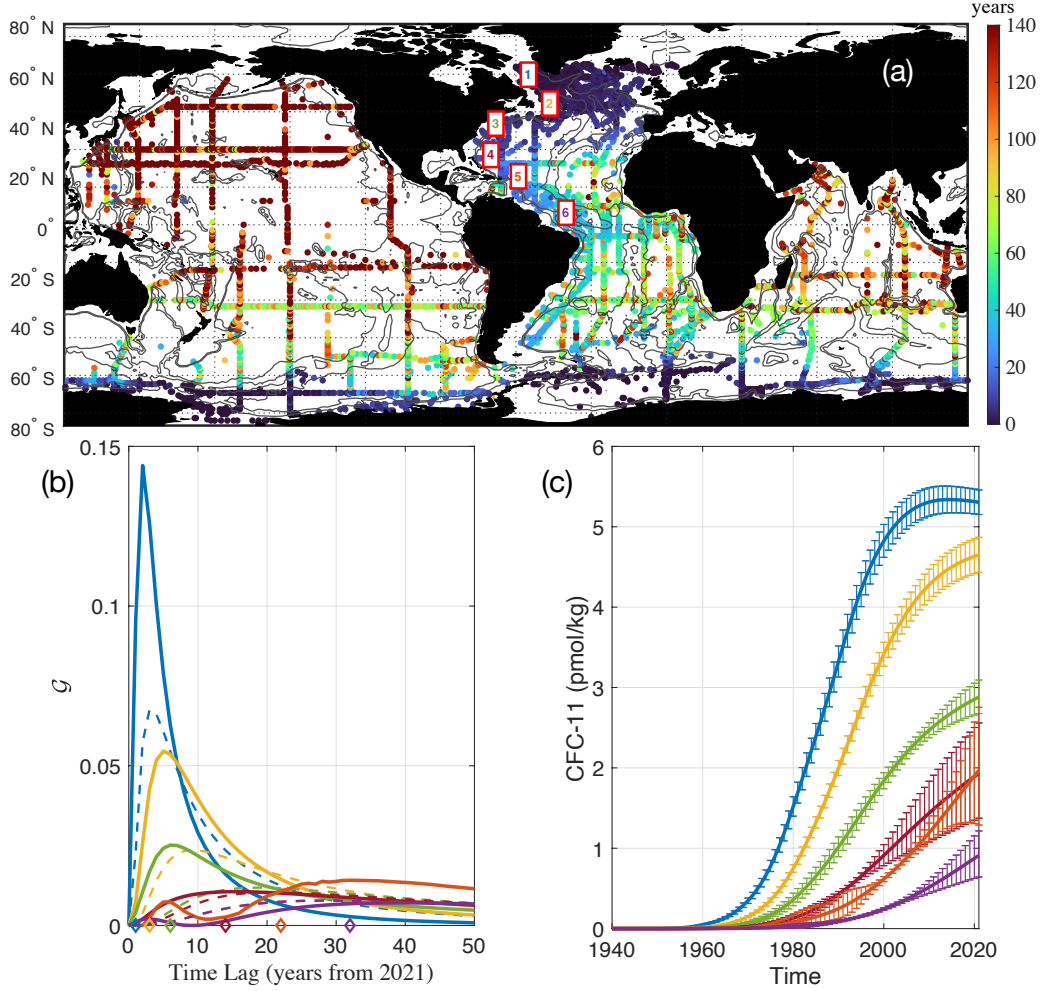 years
80° N
60° N
40° N
20° N
0°
20° S
40° S
60° S
80° S
(a)
1
2
3
4
5
6
140
120
100
80
60
40
20
0
(b)
0.15
0.1
0.05
0
𝒢
0 10 20 30 40 50
Time Lag (years from 2021)
(c)
6
5
4
3
2
1
0
CFC-11 (pmol/kg)
1940 1960 1980 2000 2020
Time